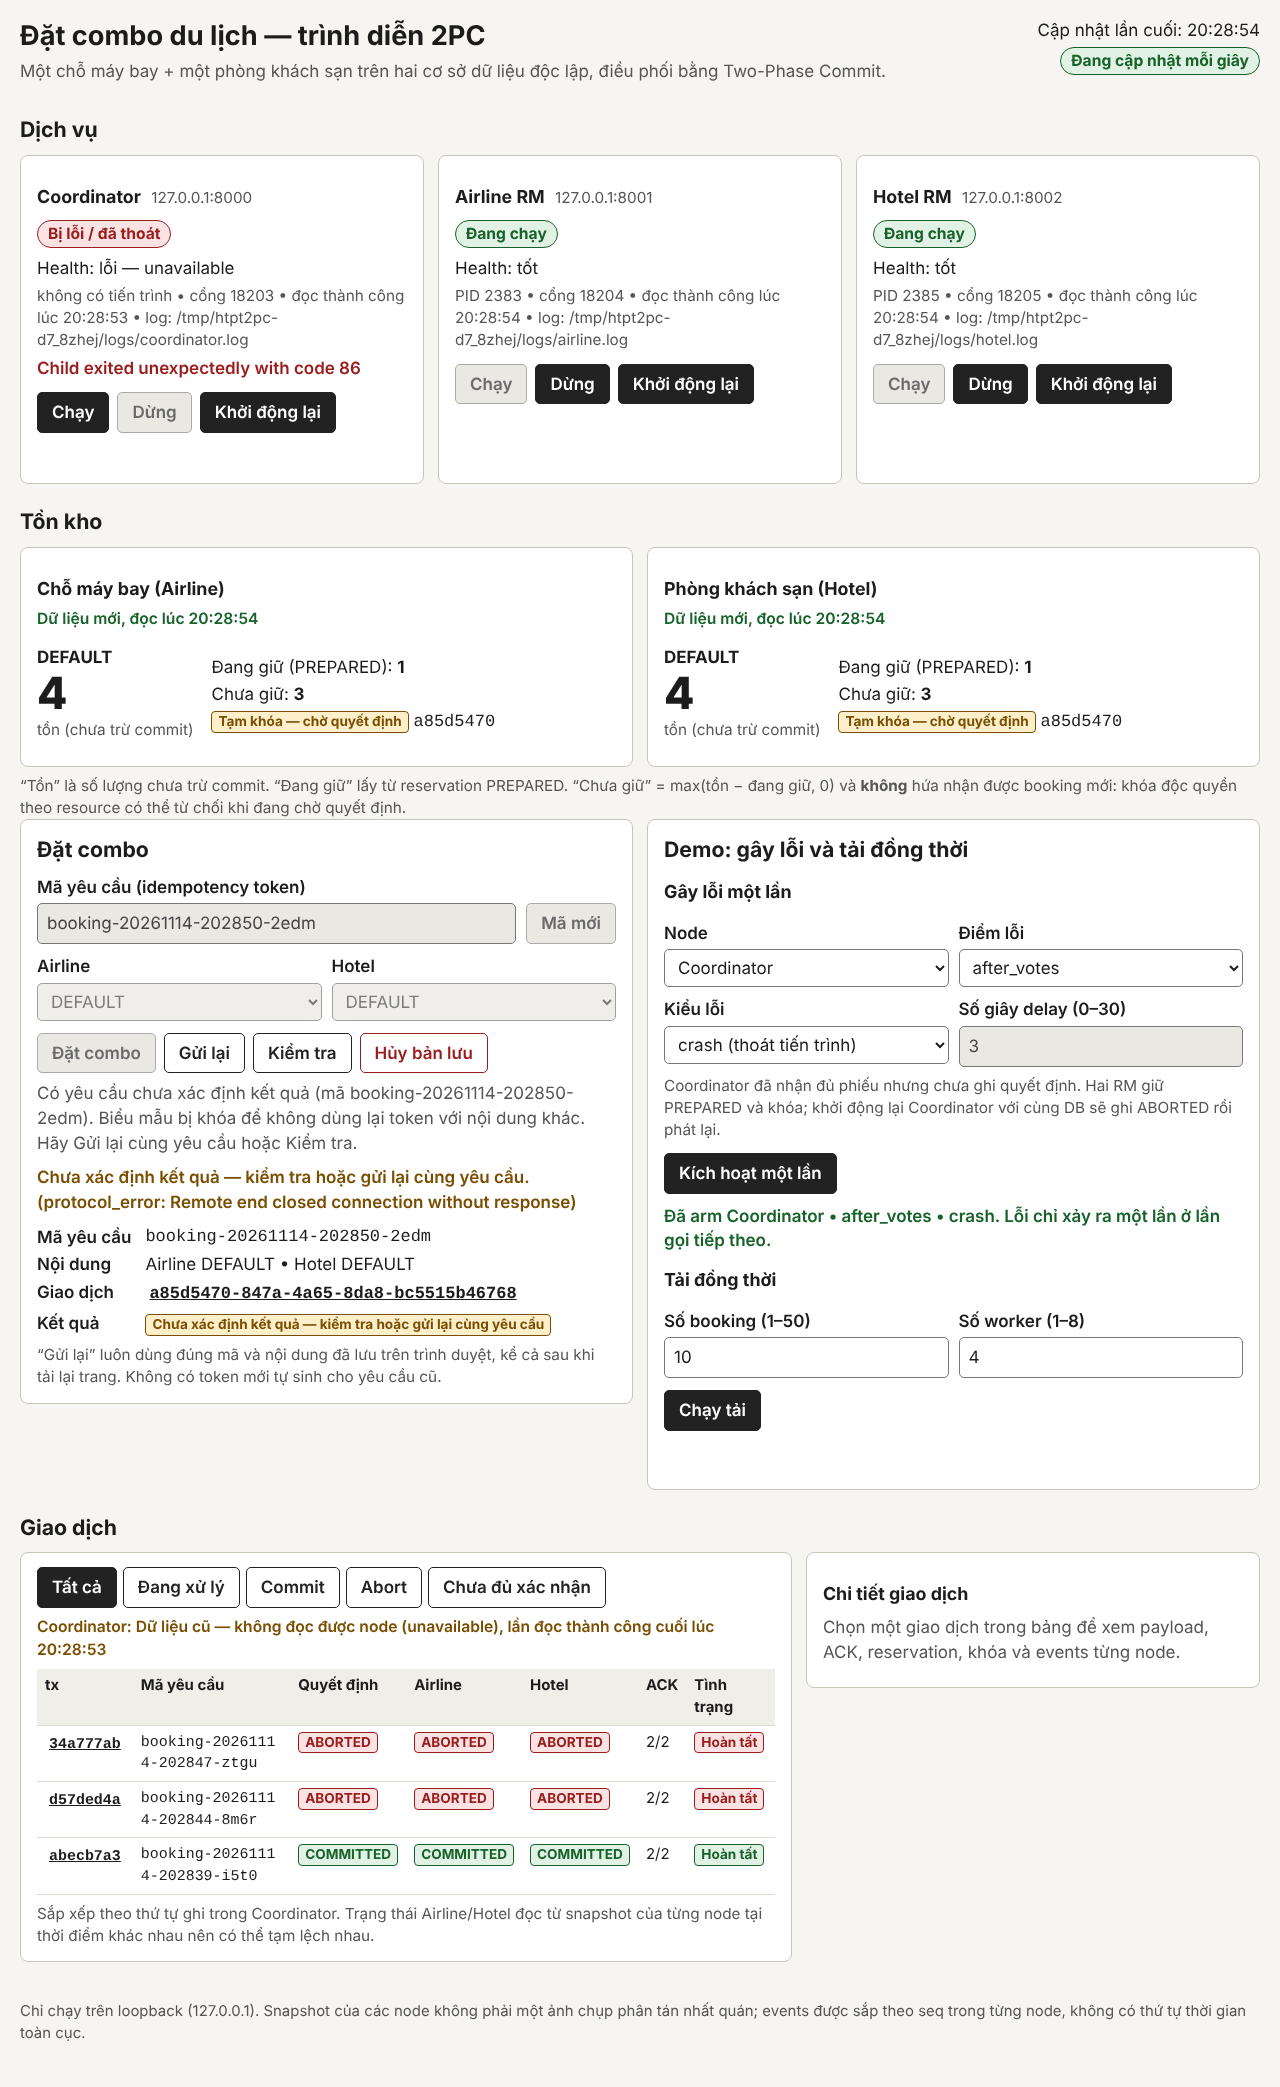 Đặt combo du lịch — trình diễn 2PC
Một chỗ máy bay + một phòng khách sạn trên hai cơ sở dữ liệu độc lập, điều phối bằng Two-Phase Commit.
Cập nhật lần cuối: 20:28:54
Đang cập nhật mỗi giây
Dịch vụ
Coordinator 127.0.0.1:8000
Bị lỗi / đã thoát
Health: lỗi — unavailable
không có tiến trình • cổng 18203 • đọc thành công
lúc 20:28:53 • log: /tmp/htpt2pc-
d7_8zhej/logs/coordinator.log
Child exited unexpectedly with code 86
Chạy
Dừng
Khởi động lại
Airline RM 127.0.0.1:8001
Đang chạy
Health: tốt
PID 2383 • cổng 18204 • đọc thành công lúc
20:28:54 • log: /tmp/htpt2pc-
d7_8zhej/logs/airline.log
Chạy
Dừng
Khởi động lại
Hotel RM 127.0.0.1:8002
Đang chạy
Health: tốt
PID 2385 • cổng 18205 • đọc thành công lúc
20:28:54 • log: /tmp/htpt2pc-
d7_8zhej/logs/hotel.log
Chạy
Dừng
Khởi động lại
Tồn kho
Chỗ máy bay (Airline)
Dữ liệu mới, đọc lúc 20:28:54
DEFAULT
4
tồn (chưa trừ commit)
Đang giữ (PREPARED): 1
Chưa giữ: 3
Tạm khóa — chờ quyết định a85d5470
Phòng khách sạn (Hotel)
Dữ liệu mới, đọc lúc 20:28:54
DEFAULT
4
tồn (chưa trừ commit)
Đang giữ (PREPARED): 1
Chưa giữ: 3
Tạm khóa — chờ quyết định a85d5470
“Tồn” là số lượng chưa trừ commit. “Đang giữ” lấy từ reservation PREPARED. “Chưa giữ” = max(tồn − đang giữ, 0) và không hứa nhận được booking mới: khóa độc quyền
theo resource có thể từ chối khi đang chờ quyết định.
Đặt combo
Mã yêu cầu (idempotency token)
booking-20261114-202850-2edm
Mã mới
Airline
Hotel
DEFAULT
DEFAULT
Đặt combo
Gửi lại
Kiểm tra
Hủy bản lưu
Có yêu cầu chưa xác định kết quả (mã booking-20261114-202850-
2edm). Biểu mẫu bị khóa để không dùng lại token với nội dung khác.
Hãy Gửi lại cùng yêu cầu hoặc Kiểm tra.
Chưa xác định kết quả — kiểm tra hoặc gửi lại cùng yêu cầu.
(protocol_error: Remote end closed connection without response)
Mã yêu cầu booking-20261114-202850-2edm
Nội dung Airline DEFAULT • Hotel DEFAULT
Giao dịch a85d5470-847a-4a65-8da8-bc5515b46768
Kết quả Chưa xác định kết quả — kiểm tra hoặc gửi lại cùng yêu cầu
“Gửi lại” luôn dùng đúng mã và nội dung đã lưu trên trình duyệt, kể cả sau khi
tải lại trang. Không có token mới tự sinh cho yêu cầu cũ.
Demo: gây lỗi và tải đồng thời
Gây lỗi một lần
Node
Điểm lỗi
Coordinator
after_votes
Kiểu lỗi
Số giây delay (0–30)
crash (thoát tiến trình)
3
Coordinator đã nhận đủ phiếu nhưng chưa ghi quyết định. Hai RM giữ
PREPARED và khóa; khởi động lại Coordinator với cùng DB sẽ ghi ABORTED rồi
phát lại.
Kích hoạt một lần
Đã arm Coordinator • after_votes • crash. Lỗi chỉ xảy ra một lần ở lần
gọi tiếp theo.
Tải đồng thời
Số booking (1–50)
Số worker (1–8)
10
4
Chạy tải
Giao dịch
Tất cả
Đang xử lý
Commit
Abort
Chưa đủ xác nhận
Coordinator: Dữ liệu cũ — không đọc được node (unavailable), lần đọc thành công cuối lúc
20:28:53
tx Mã yêu cầu Quyết định Airline Hotel ACK Tình
trạng
34a777ab booking-2026111 ABORTED ABORTED ABORTED 2/2 Hoàn tất
4-202847-ztgu
d57ded4a booking-2026111 ABORTED ABORTED ABORTED 2/2 Hoàn tất
4-202844-8m6r
abecb7a3 booking-2026111 COMMITTED COMMITTED COMMITTED 2/2 Hoàn tất
4-202839-i5t0
Sắp xếp theo thứ tự ghi trong Coordinator. Trạng thái Airline/Hotel đọc từ snapshot của từng node tại
thời điểm khác nhau nên có thể tạm lệch nhau.
Chi tiết giao dịch
Chọn một giao dịch trong bảng để xem payload,
ACK, reservation, khóa và events từng node.
Chỉ chạy trên loopback (127.0.0.1). Snapshot của các node không phải một ảnh chụp phân tán nhất quán; events được sắp theo seq trong từng node, không có thứ tự thời gian
toàn cục.